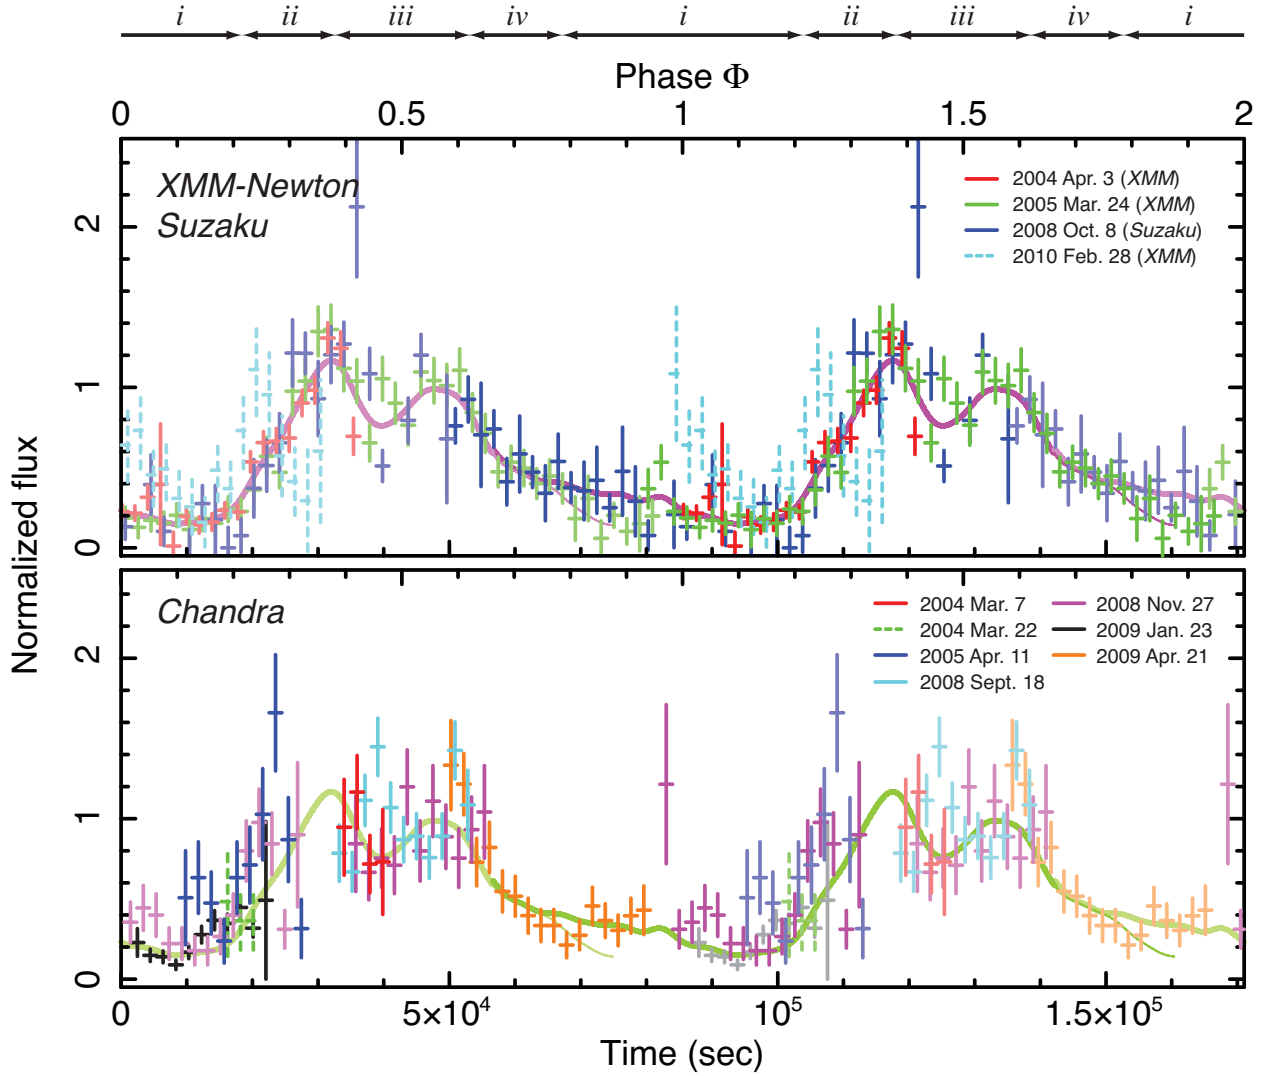 i ii iii iv i ii iii iv i
Phase Φ
0 0.5 1 1.5 2
XMM-Newton
Suzaku
2004 Apr. 3 (XMM)
2005 Mar. 24 (XMM)
2008 Oct. 8 (Suzaku)
2010 Feb. 28 (XMM)
2
1
0
Normalized flux
Chandra
2004 Mar. 7
2004 Mar. 22
2005 Apr. 11
2008 Sept. 18
2008 Nov. 27
2009 Jan. 23
2009 Apr. 21
2
1
0
0 5×10⁴ 10⁵ 1.5×10⁵
Time (sec)